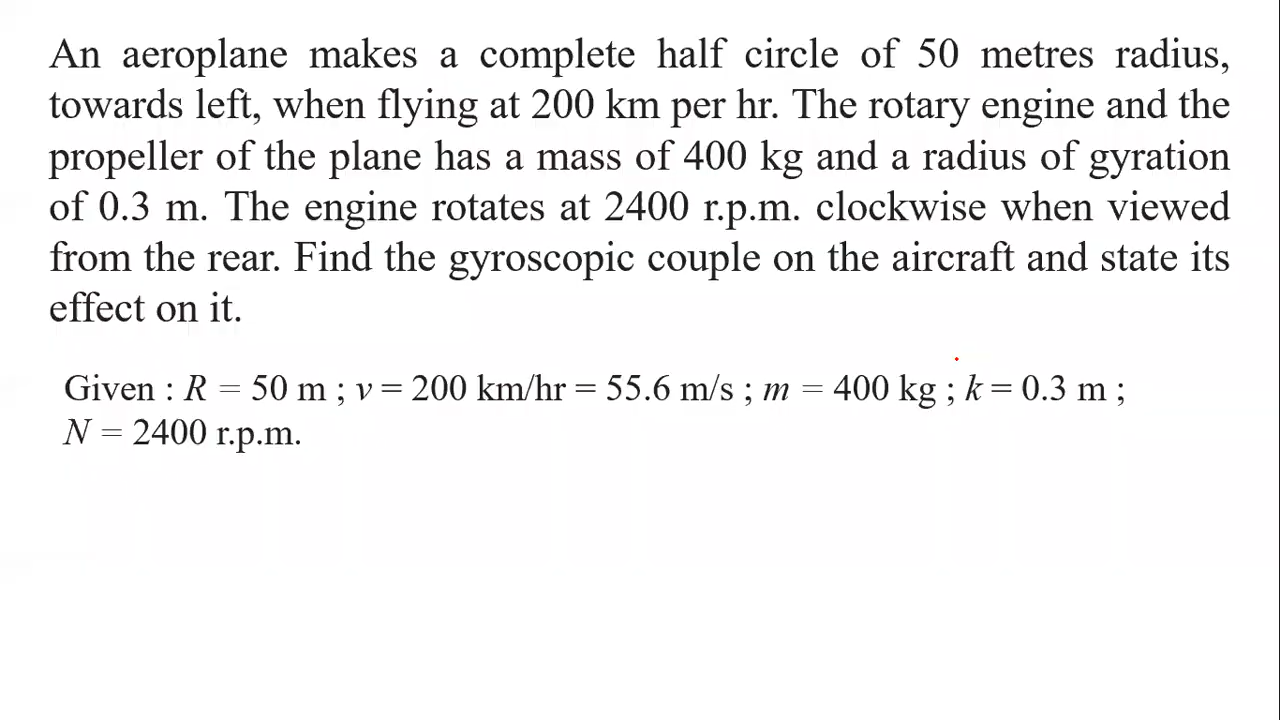 An aeroplane makes a complete half circle of 50 metres radius,
towards left, when flying at 200 km per hr. The rotary engine and the
propeller of the plane has a mass of 400 kg and a radius of gyration
of 0.3 m. The engine rotates at 2400 r.p.m. clockwise when viewed
from the rear. Find the gyroscopic couple on the aircraft and state its
effect on it.
Given : R = 50 m ; v = 200 km/hr = 55.6 m/s ; m = 400 kg ; k = 0.3 m ;
N = 2400 r.p.m.